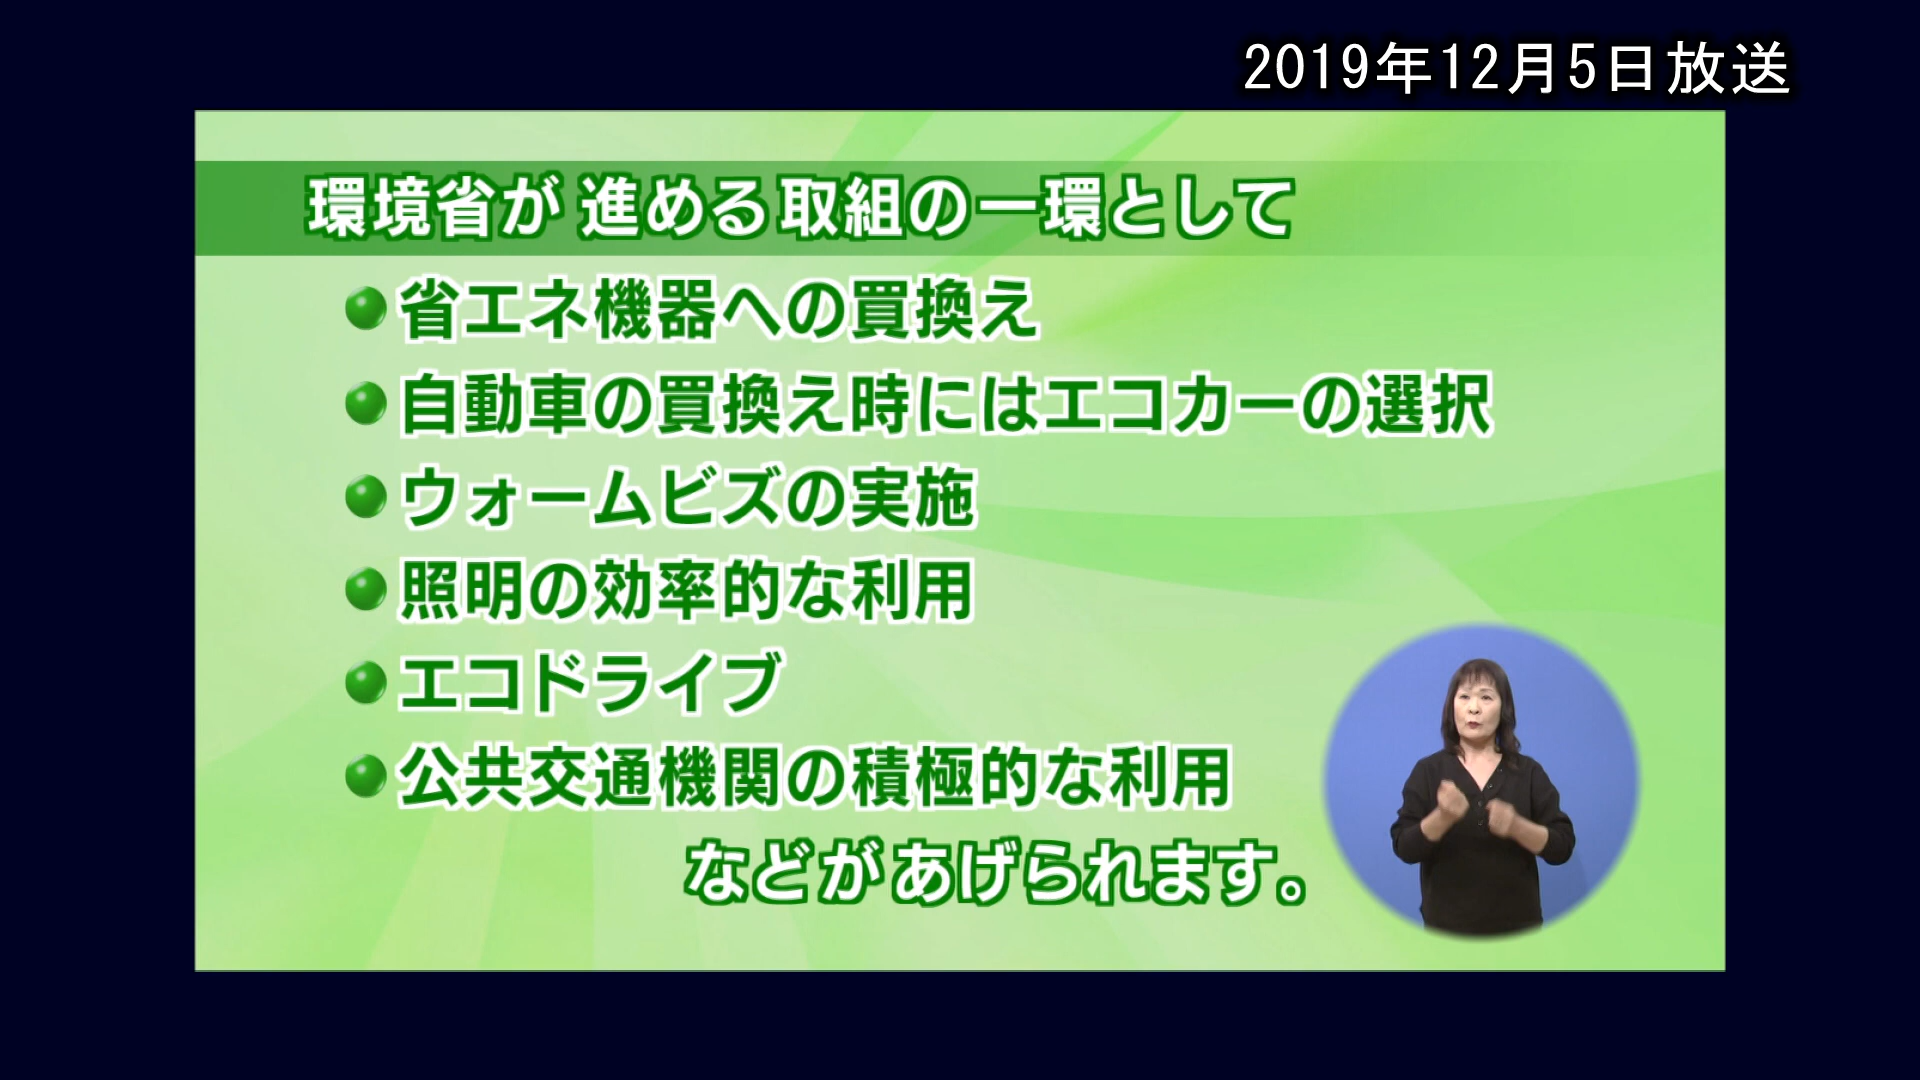 2019年12月5日放送
環境省が 進める取組の一環として
●省エネ機器への買換え
●自動車の買換え時にはエコカーの選択
●ウォームビズの実施
●照明の効率的な利用
●エコドライブ
●公共交通機関の積極的な利用
などがあげられます。